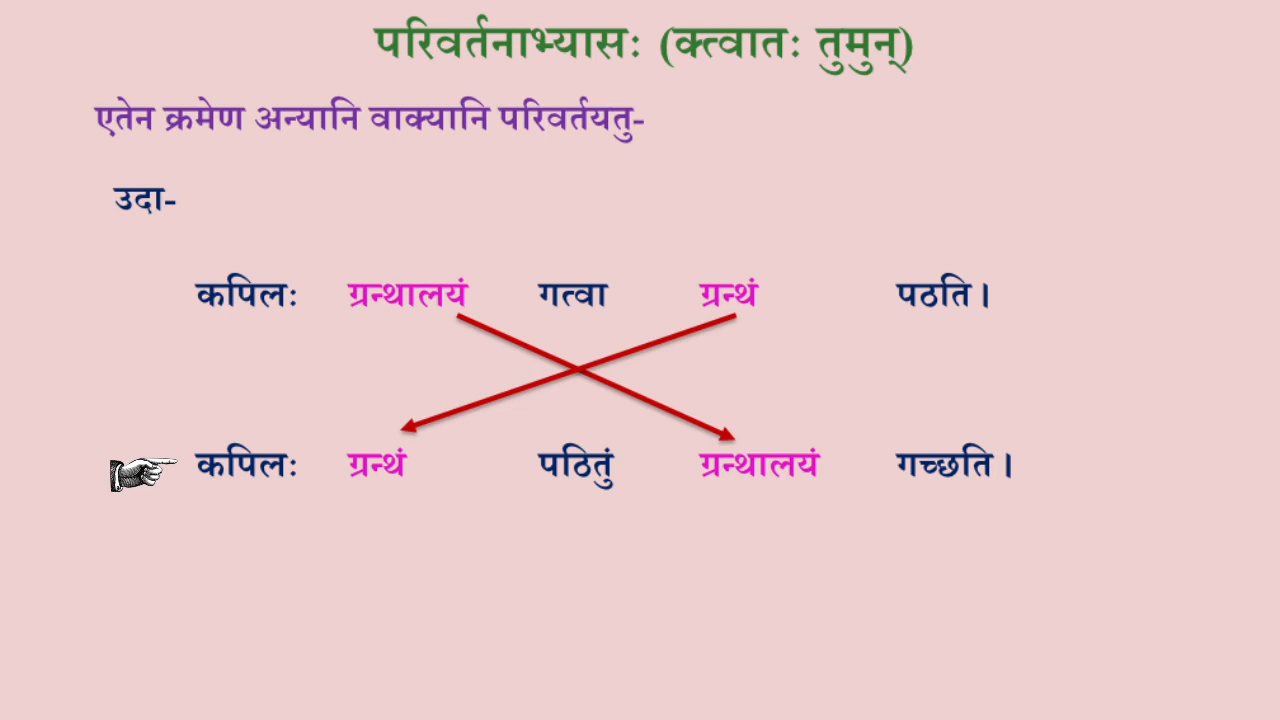 परिवर्तनाभ्यासः (क्त्वातः तुमुन्)
एतेन क्रमेण अन्यानि वाक्यानि परिवर्तयतु-
उदा-
कपिलः ग्रन्थालयं गत्वा ग्रन्थं पठति ।
कपिलः ग्रन्थं पठितुं ग्रन्थालयं गच्छति ।